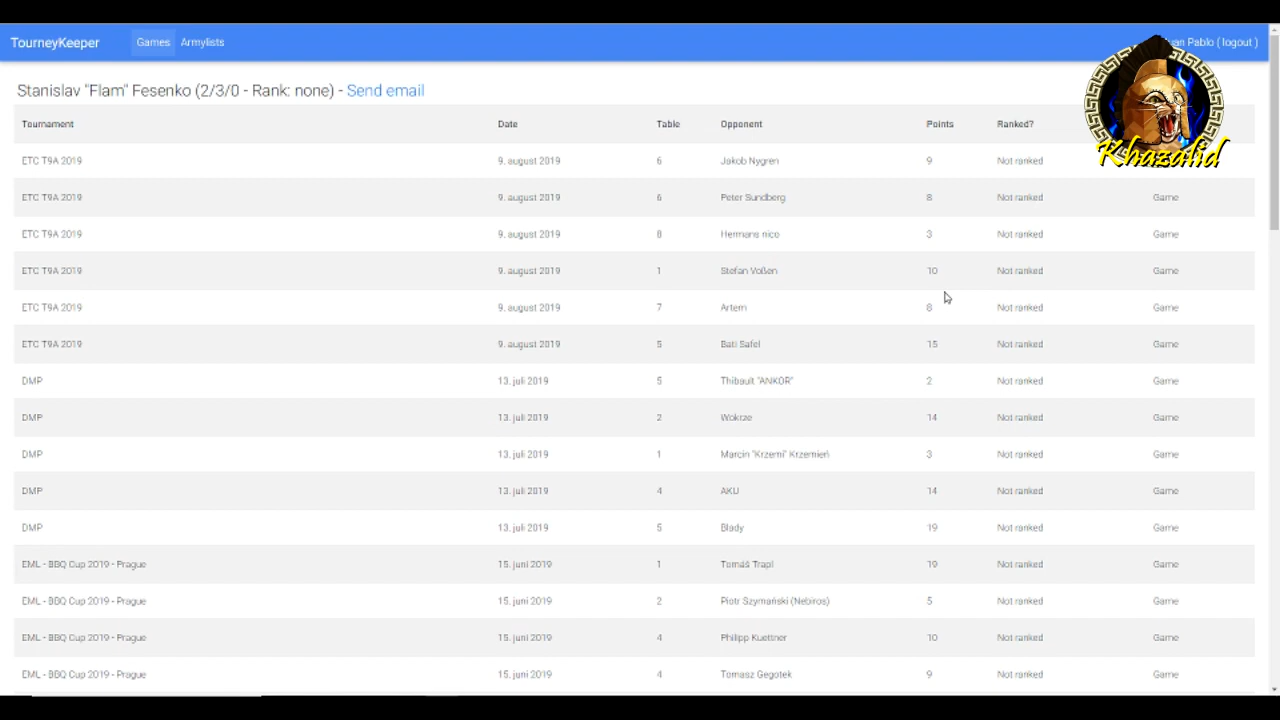 TourneyKeeper Games Armylists van Pablo ( logout )
Stanislav "Flam" Fesenko (2/3/0 - Rank: none) - Send email
Khazalid
Tournament Date Table Opponent Points Ranked?
ETC T9A 2019 9. august 2019 6 Jakob Nygren 9 Not ranked
ETC T9A 2019 9. august 2019 6 Peter Sundberg 8 Not ranked Game
ETC T9A 2019 9. august 2019 8 Hermans nico 3 Not ranked Game
ETC T9A 2019 9. august 2019 1 Stefan Voßen 10 Not ranked Game
ETC T9A 2019 9. august 2019 7 Artem 8 Not ranked Game
ETC T9A 2019 9. august 2019 5 Bati Safel 15 Not ranked Game
DMP 13. juli 2019 5 Thibault "ANKOR" 2 Not ranked Game
DMP 13. juli 2019 2 Wokrze 14 Not ranked Game
DMP 13. juli 2019 1 Marcin "Krzemi" Krzemień 3 Not ranked Game
DMP 13. juli 2019 4 AKU 14 Not ranked Game
DMP 13. juli 2019 5 Blady 19 Not ranked Game
EML - BBQ Cup 2019 - Prague 15. juni 2019 1 Tomáš Trapl 19 Not ranked Game
EML - BBQ Cup 2019 - Prague 15. juni 2019 2 Piotr Szymański (Nebiros) 5 Not ranked Game
EML - BBQ Cup 2019 - Prague 15. juni 2019 4 Philipp Kuettner 10 Not ranked Game
EML - BBQ Cup 2019 - Prague 15. juni 2019 4 Tomasz Gegotek 9 Not ranked Game